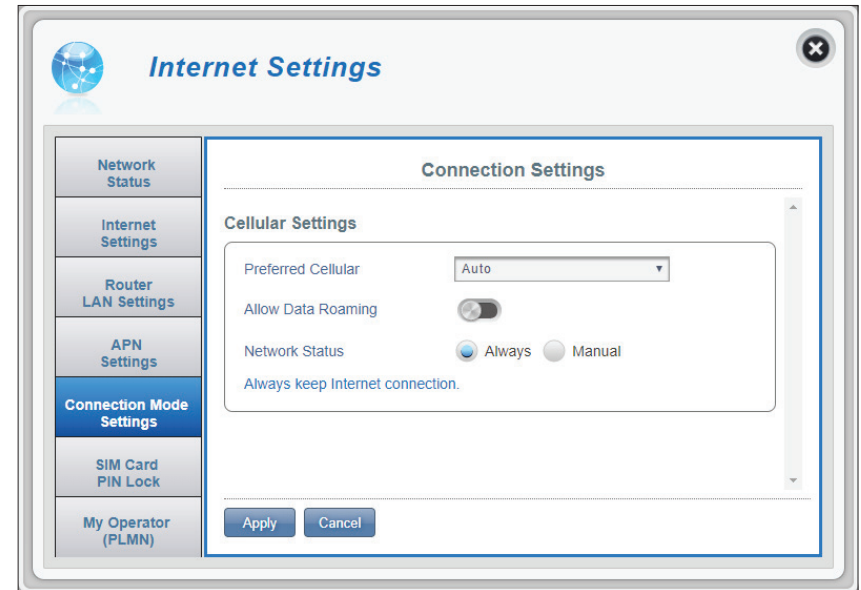 Internet Settings
Network
Status
Internet
Settings
Router
LAN Settings
APN
Settings
Connection Mode
Settings
SIM Card
PIN Lock
My Operator
(PLMN)
Connection Settings
Cellular Settings
Preferred Cellular Auto
Allow Data Roaming
Network Status Always Manual
Always keep Internet connection.
Apply Cancel